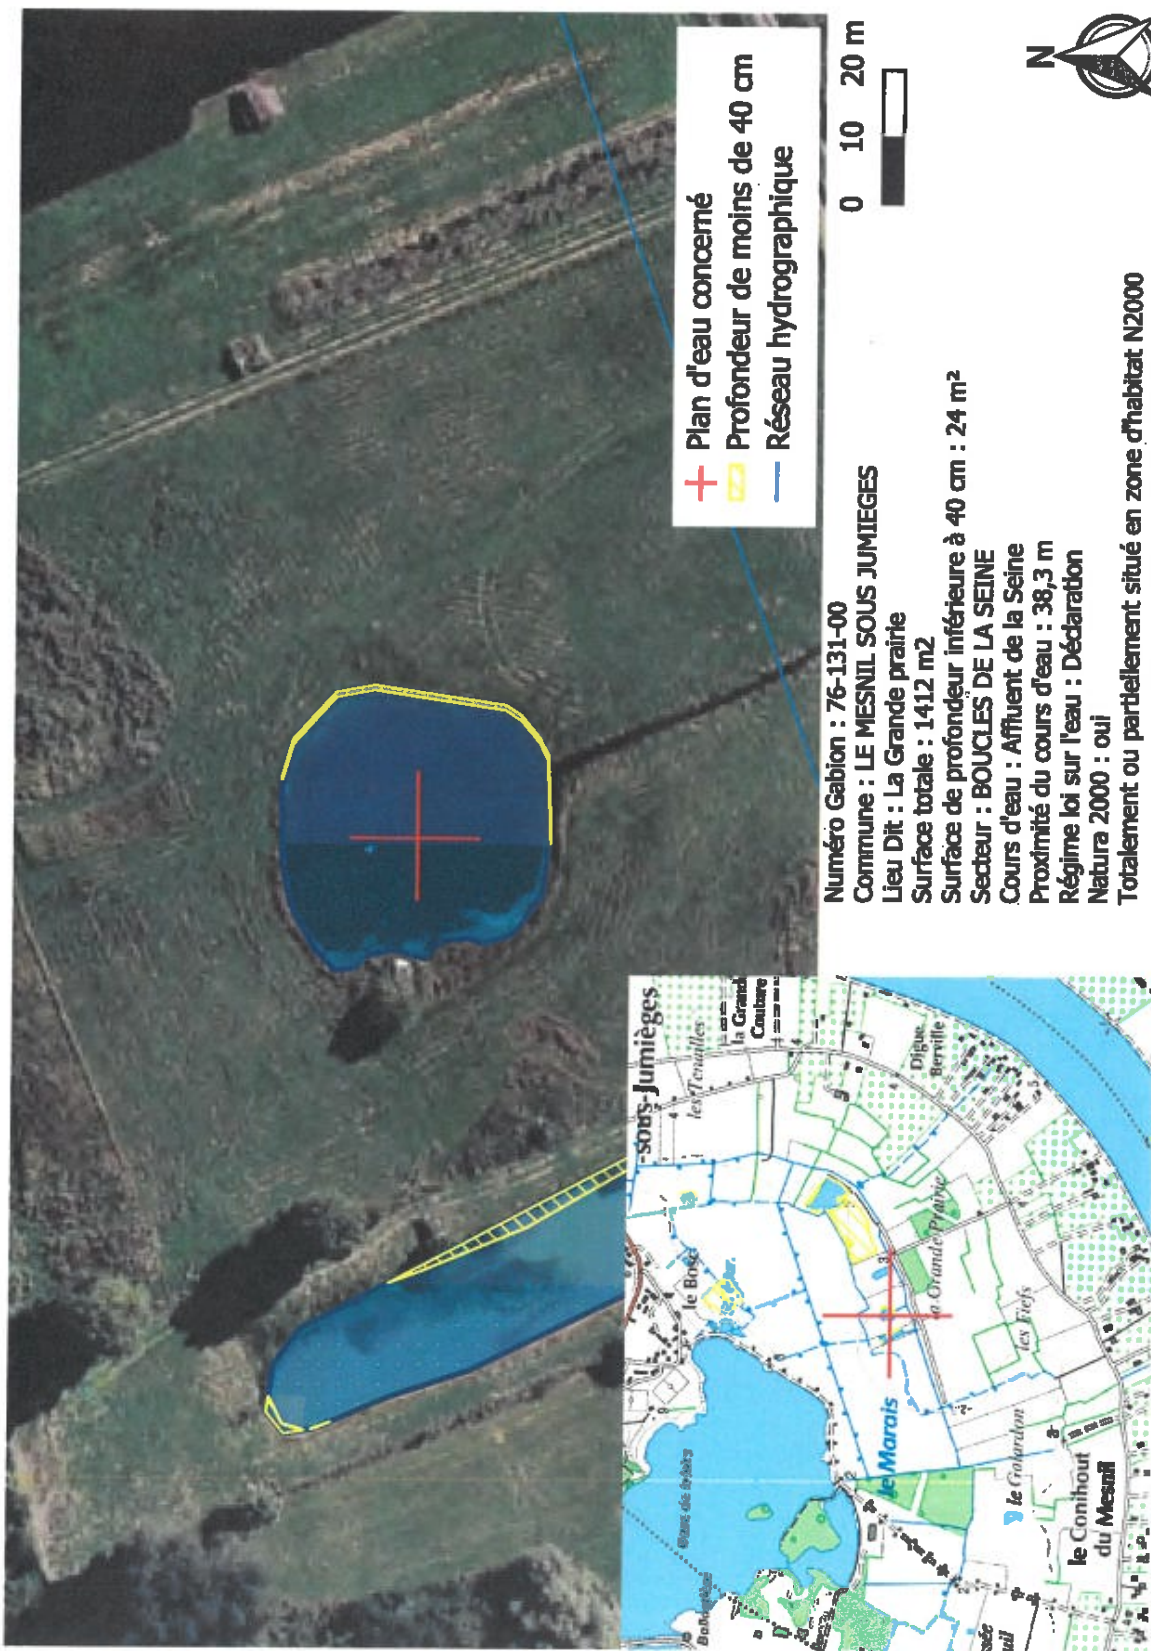 Plan d'eau concerné
Profondeur de moins de 40 cm
Réseau hydrographique
0 10 20 m
N
Numéro Gabion : 76-131-00
Commune : LE MESNIL SOUS JUMIEGES
Lieu Dit : La Grande prairie
Surface totale : 1412 m2
Surface de profondeur inférieure à 40 cm : 24 m²
Secteur : BOUCLES DE LA SEINE
Cours d'eau : Affluent de la Seine
Proximité du cours d'eau : 38,3 m
Régime loi sur l'eau : Déclaration
Natura 2000 : oui
Totalement ou partiellement situé en zone d'habitat N2000
-sous-Jumièges
les Tenailles
la Grande
Couture
le Bosc
Digue
Berville
la Grande Prairie
les Fiefs
le Marais
le Golardon
le Conihout
du Mesnil